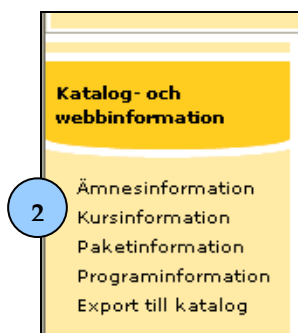 Katalog- och
webbinformation
Ämnesinformation
2
Kursinformation
Paketinformation
Programinformation
Export till katalog